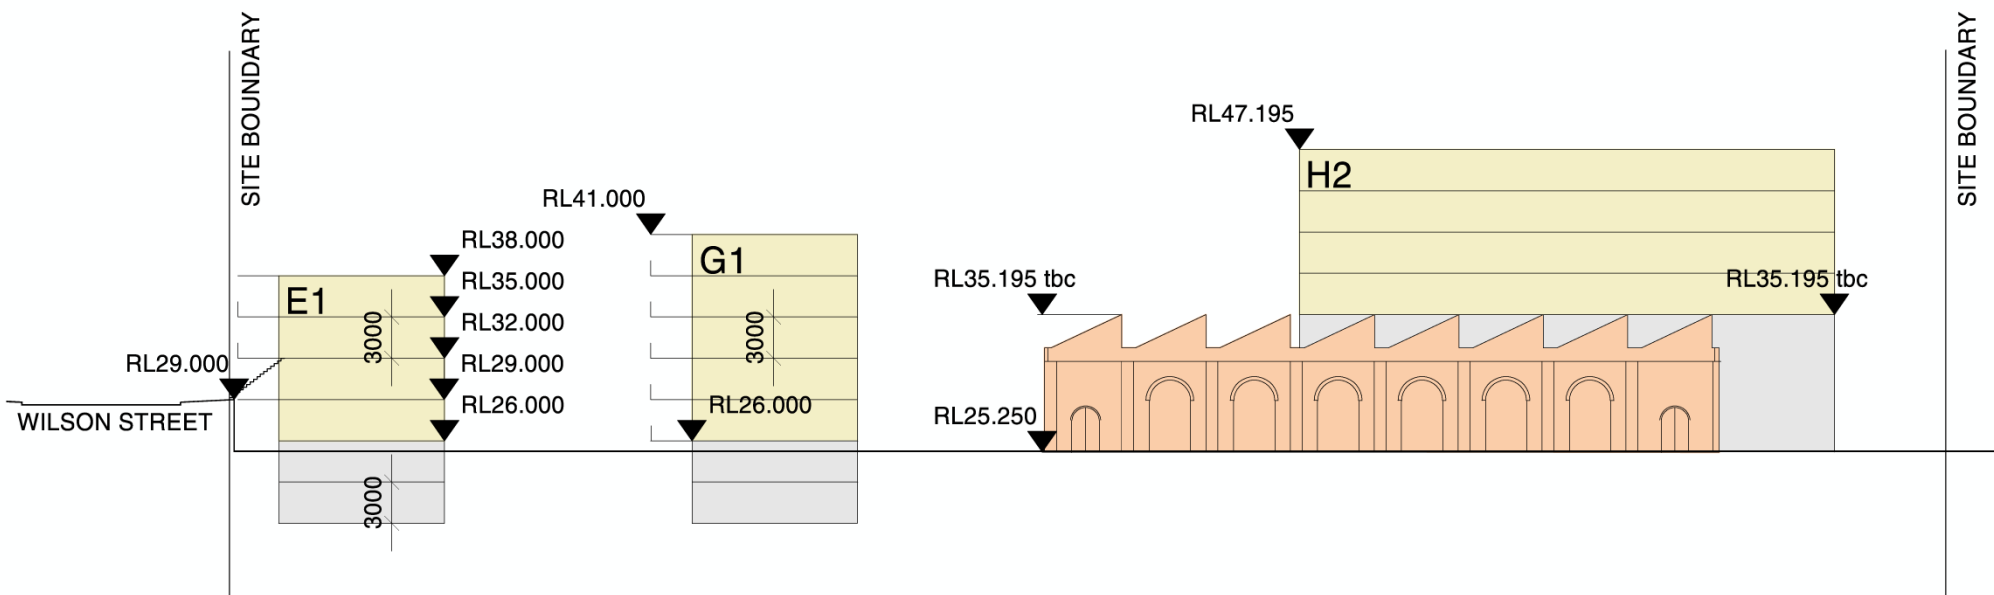 SITE BOUNDARY
SITE BOUNDARY
RL47.195
H2
RL41.000
RL38.000
G1
RL35.000
RL35.195 tbc
RL35.195 tbc
E1
3000
3000
RL32.000
RL29.000
RL29.000
RL26.000
RL26.000
RL25.250
WILSON STREET
3000